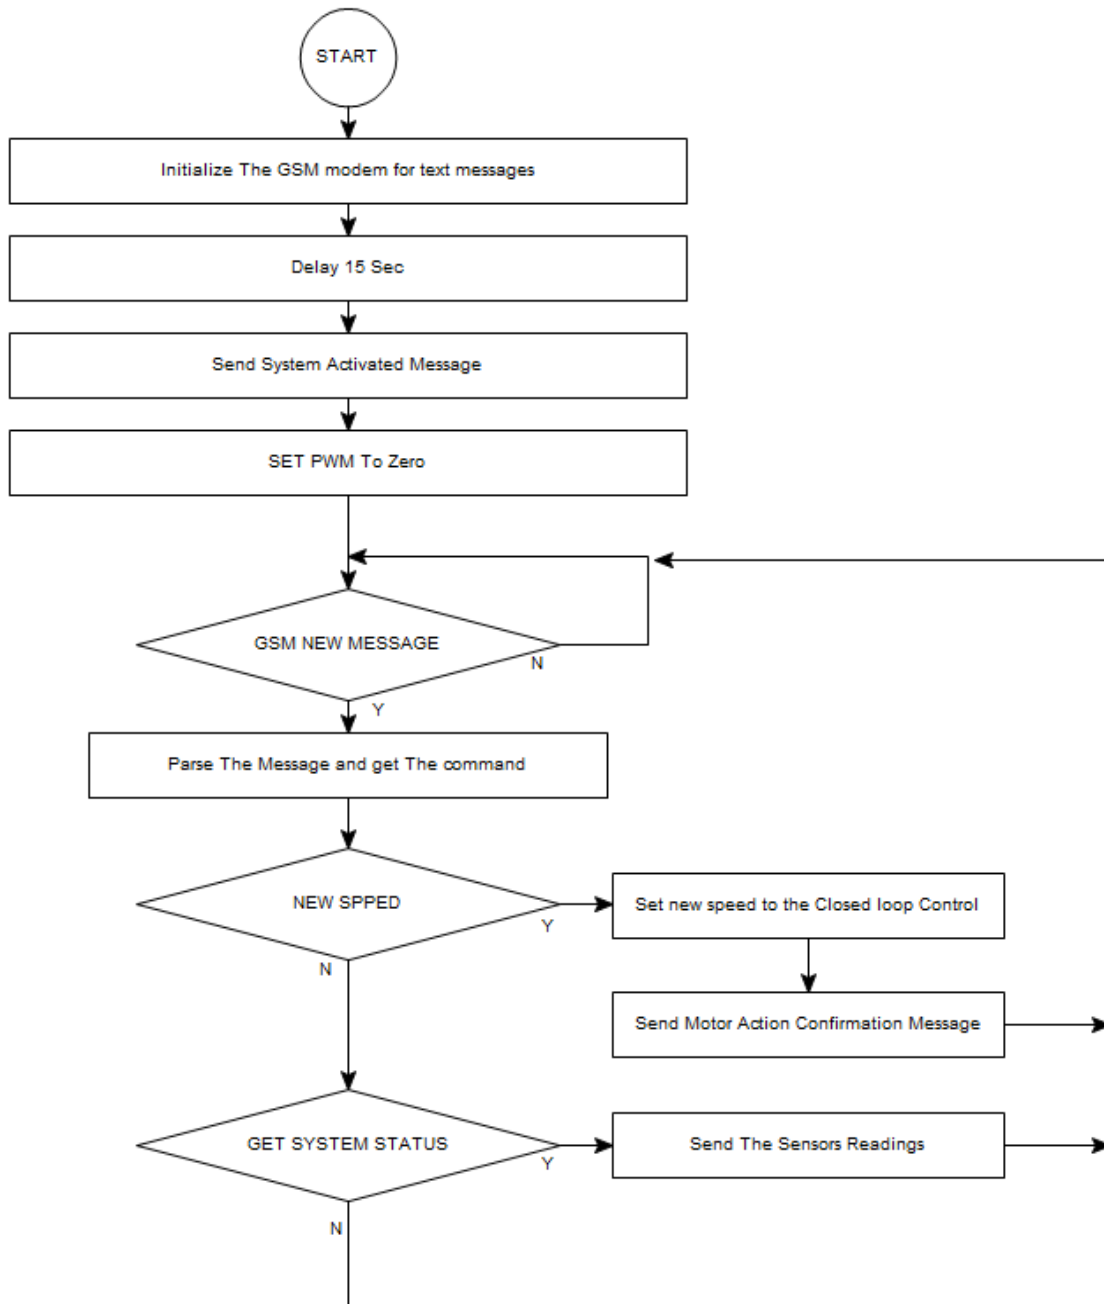 START
Initialize The GSM modem for text messages
Delay 15 Sec
Send System Activated Message
SET PWM To Zero
GSM NEW MESSAGE
N
Y
Parse The Message and get The command
NEW SPPED
Y
Set new speed to the Closed loop Control
N
Send Motor Action Confirmation Message
GET SYSTEM STATUS
Y
Send The Sensors Readings
N